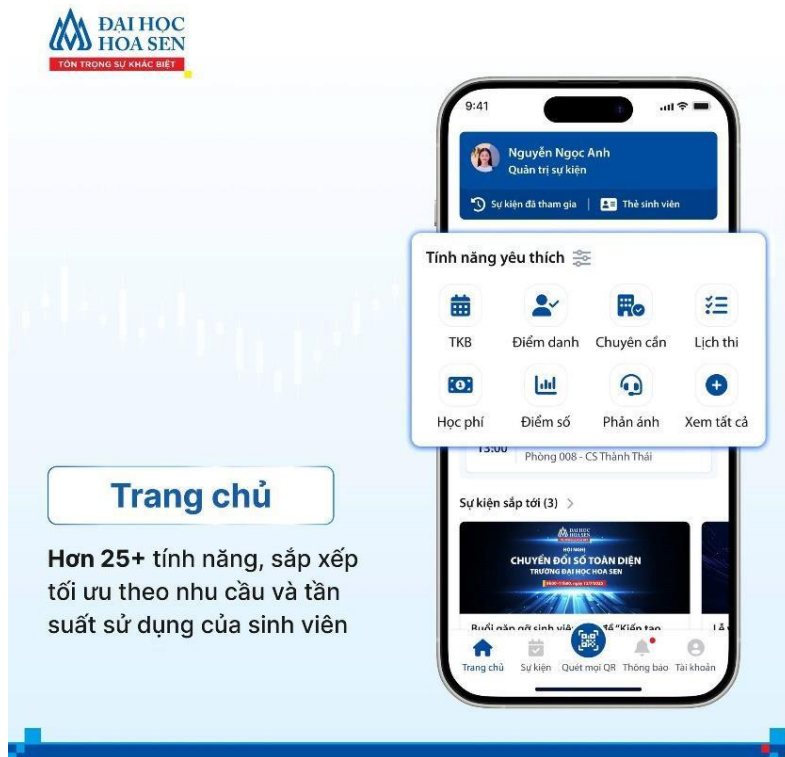 ĐẠI HỌC
HOA SEN
TÔN TRỌNG SỰ KHÁC BIỆT
9:41
Nguyễn Ngọc Anh
Quản trị sự kiện
Sự kiện đã tham gia
Thẻ sinh viên
Tính năng yêu thích
TKB
Điểm danh
Chuyên cần
Lịch thi
Học phí
Điểm số
Phản ánh
Xem tất cả
13:00
Phòng 008 - CS Thành Thái
Trang chủ
Hơn 25+ tính năng, sắp xếp
tối ưu theo nhu cầu và tần
suất sử dụng của sinh viên
Sự kiện sắp tới (3)
ĐẠI HỌC
HOA SEN
HỘI NGHỊ
CHUYỂN ĐỔI SỐ TOÀN DIỆN
TRƯỜNG ĐẠI HỌC HOA SEN
Trang chủ
Sự kiện
Quét mọi QR
Thông báo
Tài khoản